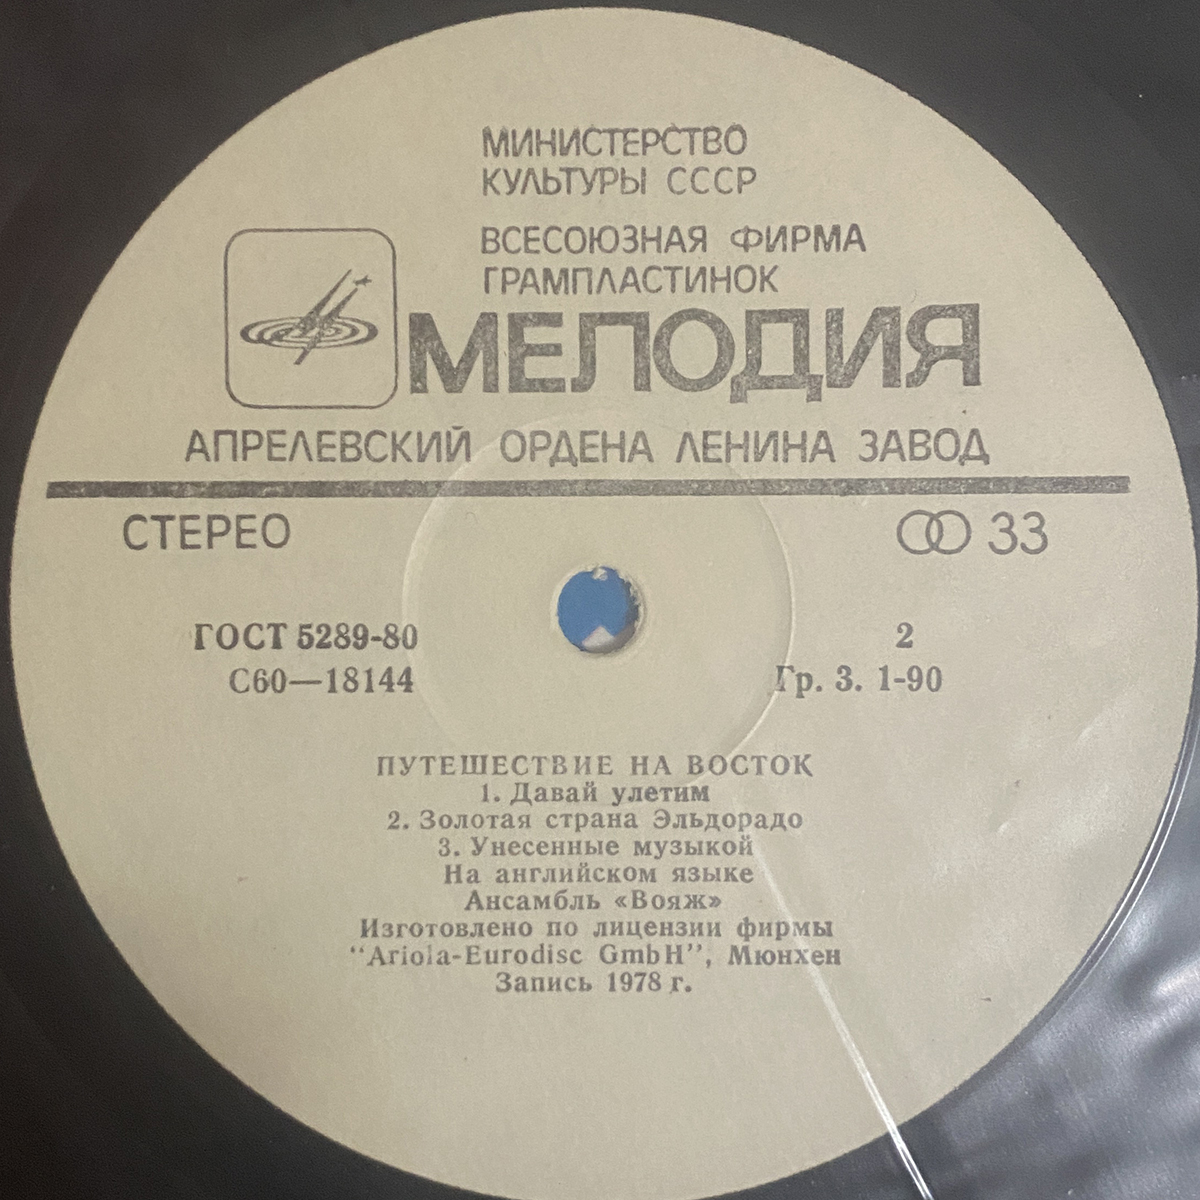 МИНИСТЕРСТВО
КУЛЬТУРЫ СССР
ВСЕСОЮЗНАЯ ФИРМА
ГРАМПЛАСТИНОК
МЕЛОДИЯ
АПРЕЛЕВСКИЙ ОРДЕНА ЛЕНИНА ЗАВОД
СТЕРЕО 33
ГОСТ 5289-80 2
С60—18144 Гр. 3. 1-90
ПУТЕШЕСТВИЕ НА ВОСТОК
1. Давай улетим
2. Золотая страна Эльдорадо
3. Унесенные музыкой
На английском языке
Ансамбль «Вояж»
Изготовлено по лицензии фирмы
"Ariola-Eurodisc GmbH", Мюнхен
Запись 1978 г.